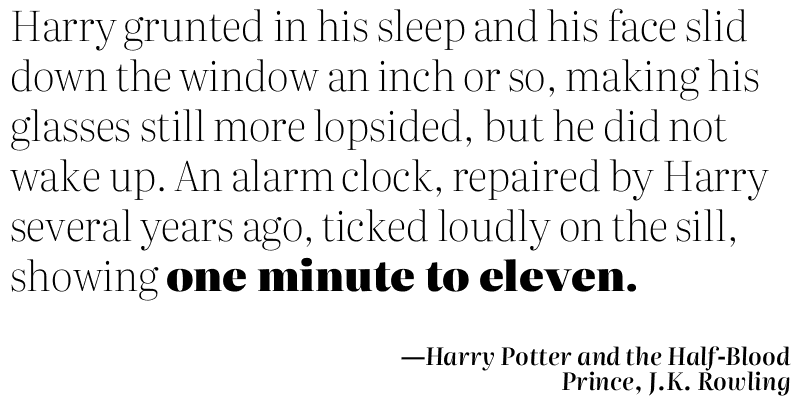 Harry grunted in his sleep and his face slid
down the window an inch or so, making his
glasses still more lopsided, but he did not
wake up. An alarm clock, repaired by Harry
several years ago, ticked loudly on the sill,
showing one minute to eleven.
—Harry Potter and the Half-Blood
Prince, J.K. Rowling